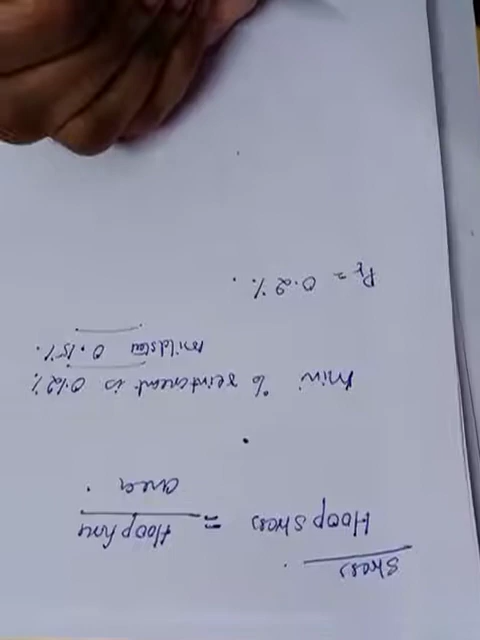 Stress
Hoop stress = Hoop force
area
Min % reinforcement is 0.12%
mild steel 0.15%
Pt = 0.2%